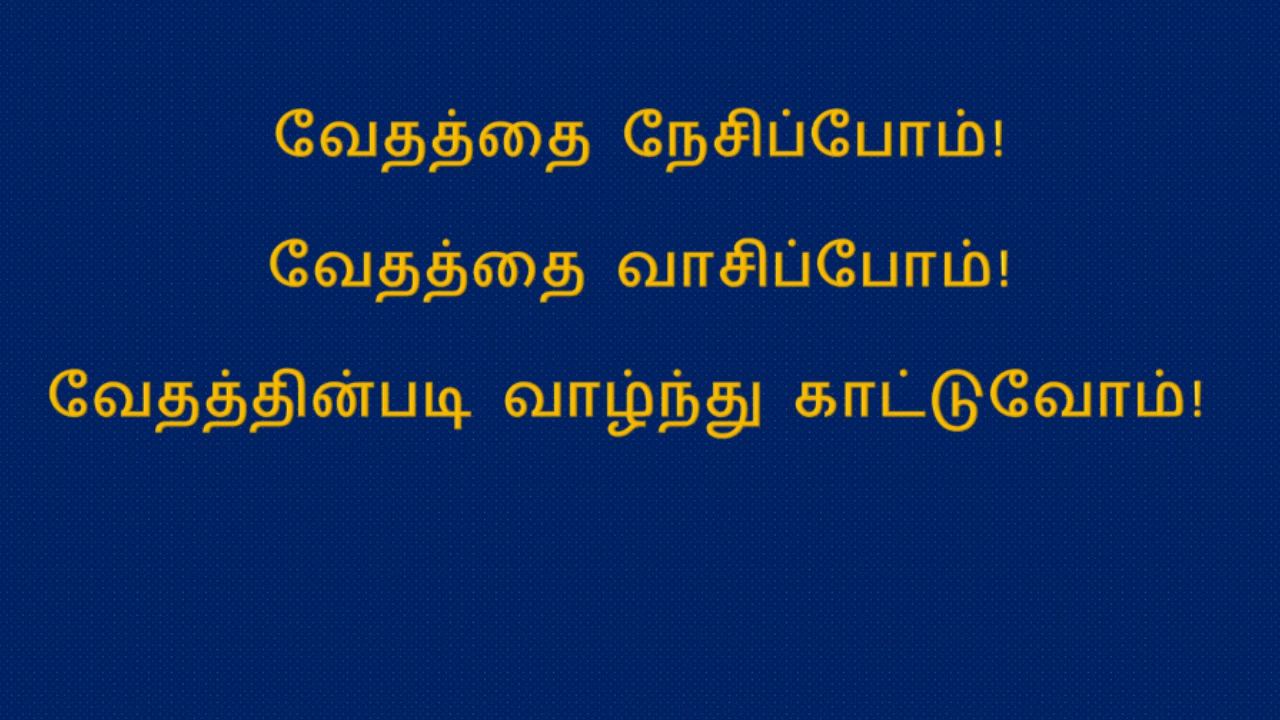 வேதத்தை நேசிப்போம்!
வேதத்தை வாசிப்போம்!
வேதத்தின்படி வாழ்ந்து காட்டுவோம்!